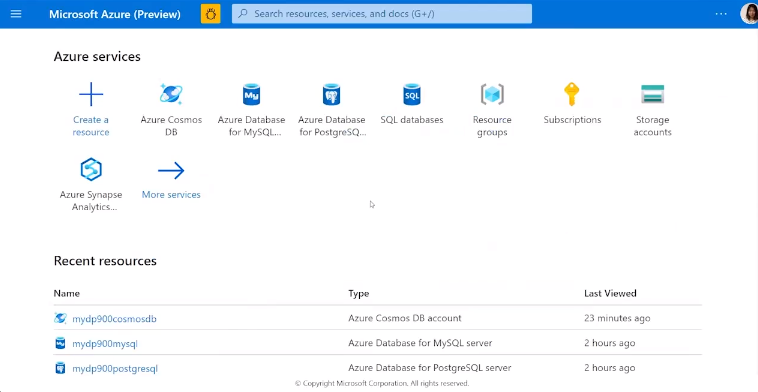 Microsoft Azure (Preview)
Search resources, services, and docs (G+/)
Azure services
Create a resource
Azure Cosmos DB
Azure Database for MySQL...
Azure Database for PostgreSQ...
SQL databases
Resource groups
Subscriptions
Storage accounts
Azure Synapse Analytics...
More services
Recent resources
Name Type Last Viewed
mydp900cosmosdb Azure Cosmos DB account 23 minutes ago
mydp900mysql Azure Database for MySQL server 2 hours ago
mydp900postgresql Azure Database for PostgreSQL server 2 hours ago
© Copyright Microsoft Corporation. All rights reserved.